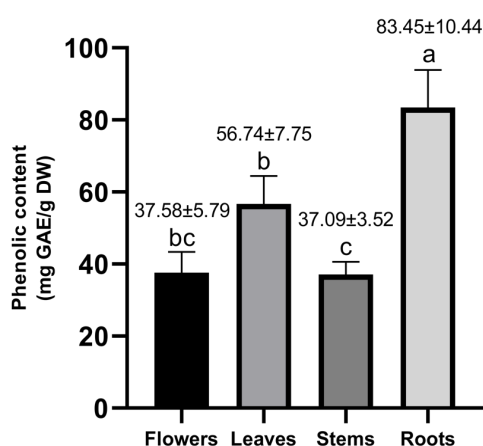 83.45±10.44
a
100
56.74±7.75
b
80
37.58±5.79
bc
37.09±3.52
c
60
40
20
0
Phenolic content
(mg GAE/g DW)
Flowers Leaves Stems Roots